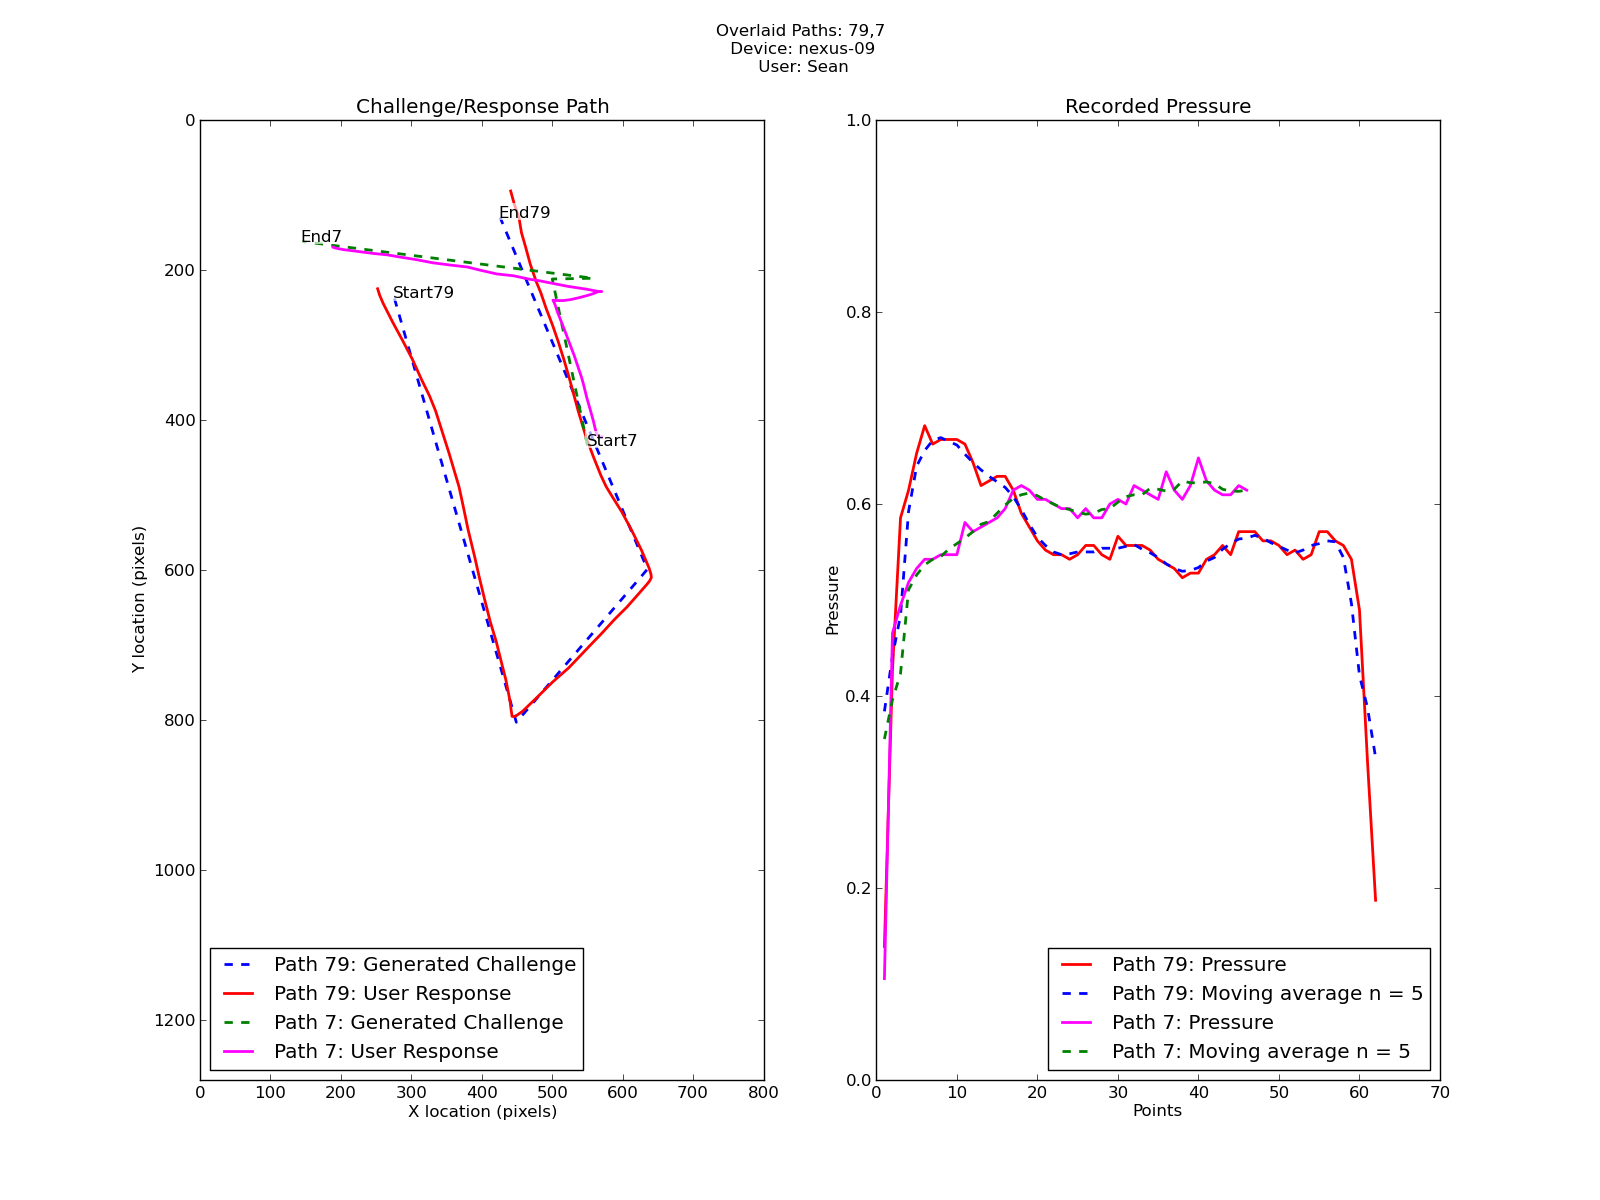 Overlaid Paths: 79,7
Device: nexus-09
User: Sean
Challenge/Response Path
0
200
400
600
800
1000
1200
Y location (pixels)
End79
End7
Start79
Start7
Path 79: Generated Challenge
Path 79: User Response
Path 7: Generated Challenge
Path 7: User Response
0 100 200 300 400 500 600 700 800
X location (pixels)
Recorded Pressure
1.0
0.8
0.6
0.4
0.2
0.0
Pressure
Path 79: Pressure
Path 79: Moving average n = 5
Path 7: Pressure
Path 7: Moving average n = 5
0 10 20 30 40 50 60 70
Points